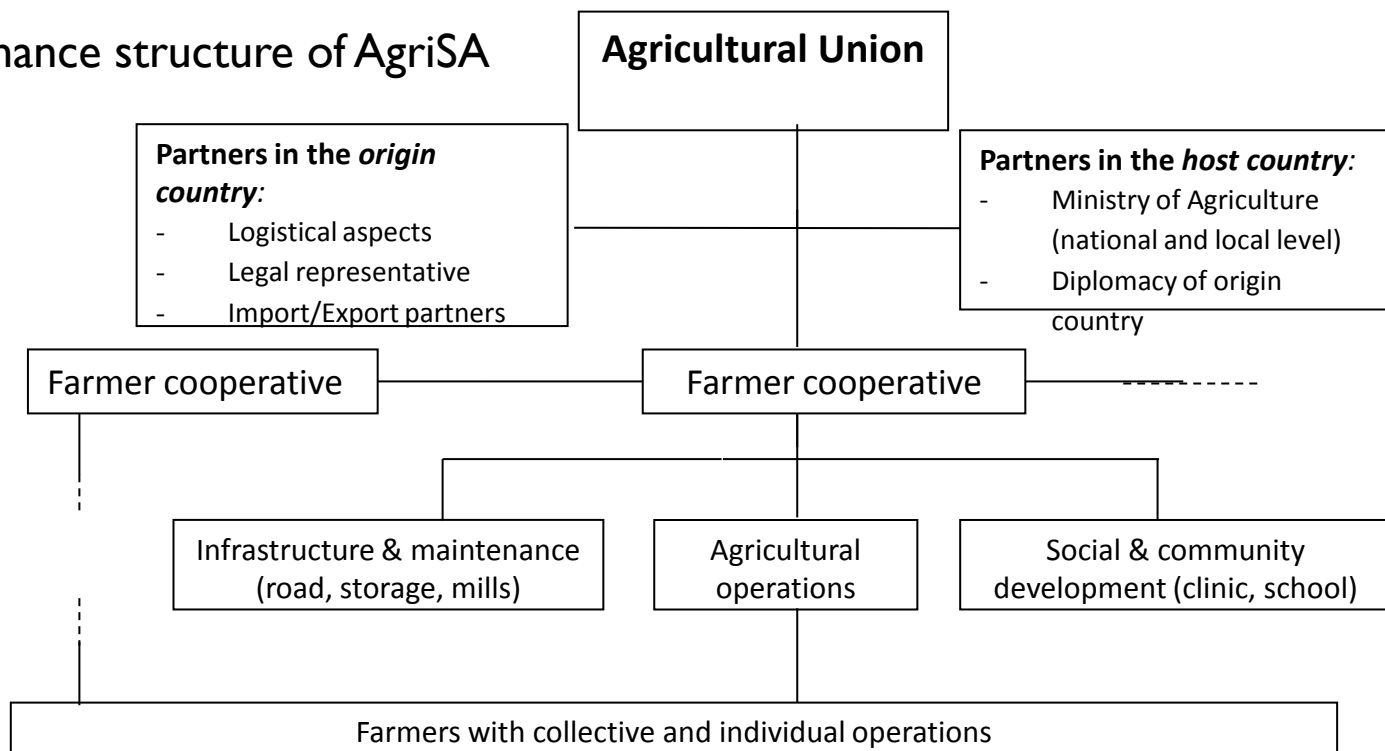 nance structure of AgriSA
Agricultural Union
Partners in the origin
country:
- Logistical aspects
- Legal representative
- Import/Export partners
Partners in the host country:
- Ministry of Agriculture
(national and local level)
- Diplomacy of origin
country
Farmer cooperative
Farmer cooperative
Infrastructure & maintenance
(road, storage, mills)
Agricultural
operations
Social & community
development (clinic, school)
Farmers with collective and individual operations